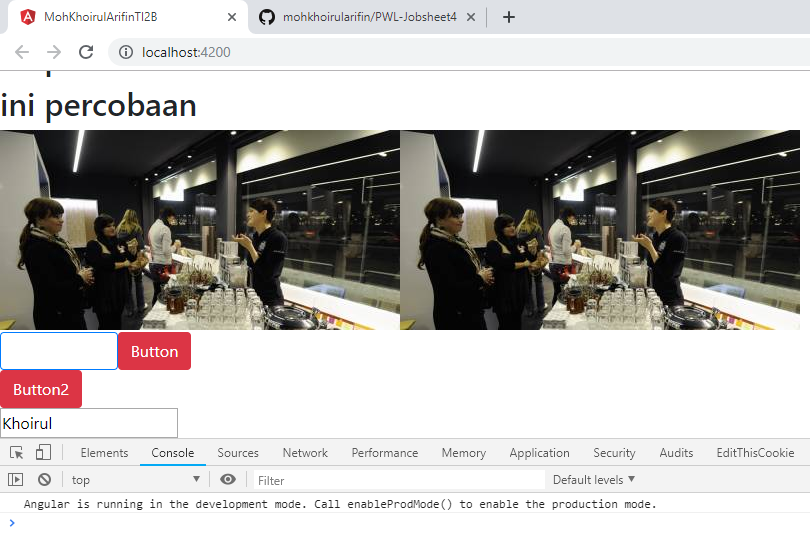 MohKhoirulArifinTI2B
mohkhoirularifin/PWL-Jobsheet4
localhost:4200
ini percobaan
Button
Button2
Khoirul
Elements Console Sources Network Performance Memory Application Security Audits EditThisCookie
top Filter Default levels
Angular is running in the development mode. Call enableProdMode() to enable the production mode.